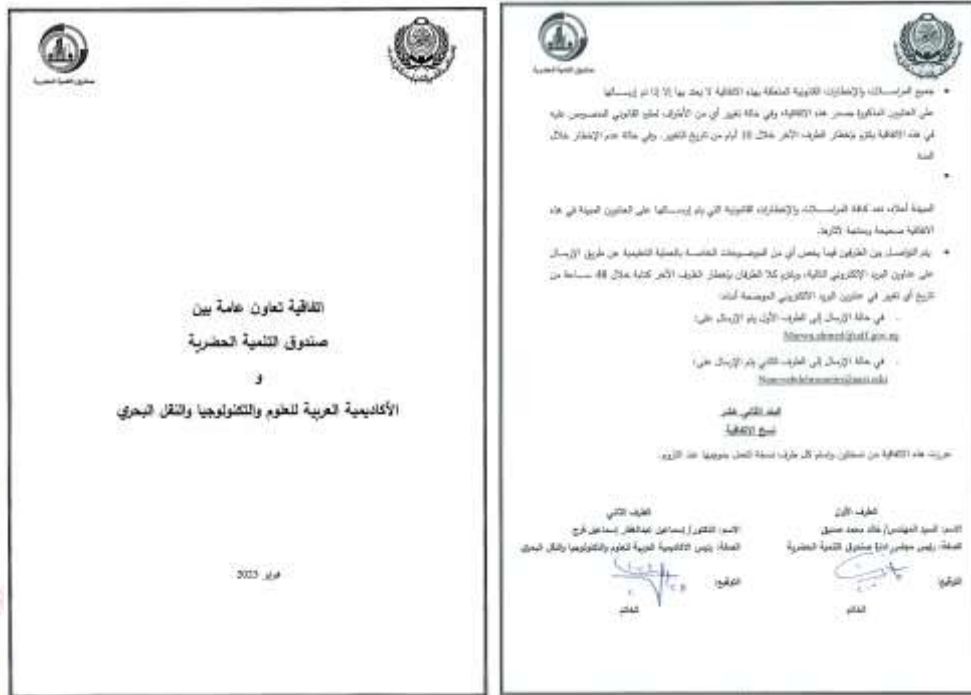 صندوق التنمية الحضرية
اتفاقية تعاون عامة بين
صندوق التنمية الحضرية
و
الأكاديمية العربية للعلوم والتكنولوجيا والنقل البحري
فبراير 2023
صندوق التنمية الحضرية
جميع المراسلات والإخطارات القانونية المتعلقة بهذه الاتفاقية لا يعتد بها إلا إذا تم إرسالها
على العناوين المذكورة بصدر هذه الاتفاقية، وفي حالة تغيير أي من الأطراف لمقره القانوني المنصوص عليه
في هذه الاتفاقية يلتزم بإخطار الطرف الآخر خلال 10 أيام من تاريخ التغيير. وفي حالة عدم الإخطار خلال
المدة
المبينة أعلاه، تعد كافة المراسلات والإخطارات القانونية التي يتم إرسالها على العناوين المبينة في هذه
الاتفاقية صحيحة ومنتجة لآثارها.
يتم التواصل بين الطرفين فيما يخص أي من الموضوعات الخاصة بالعملية التعليمية عن طريق الإرسال
على عناوين البريد الإلكتروني التالية، ويلتزم كلا الطرفان بإخطار الطرف الآخر كتابة خلال 48 ساعة من
تاريخ أي تغيير في عناوين البريد الالكتروني الموضحة أدناه:
في حالة الإرسال إلى الطرف الأول يتم الإرسال على:
في حالة الإرسال إلى الطرف الثاني يتم الإرسال على:
البند الثاني عشر
نسخ الاتفاقية
حررت هذه الاتفاقية من نسختين واستلم كل طرف نسخة للعمل بموجبها عند اللزوم.
الطرف الأول
الاسم: السيد المهندس/ خالد محمد صديق
الصفة: رئيس مجلس إدارة صندوق التنمية الحضرية
التوقيع:
الخاتم
الطرف الثاني
الاسم: الدكتور/ إسماعيل عبدالغفار إسماعيل فرج
الصفة: رئيس الأكاديمية العربية للعلوم والتكنولوجيا والنقل البحري
التوقيع:
الخاتم